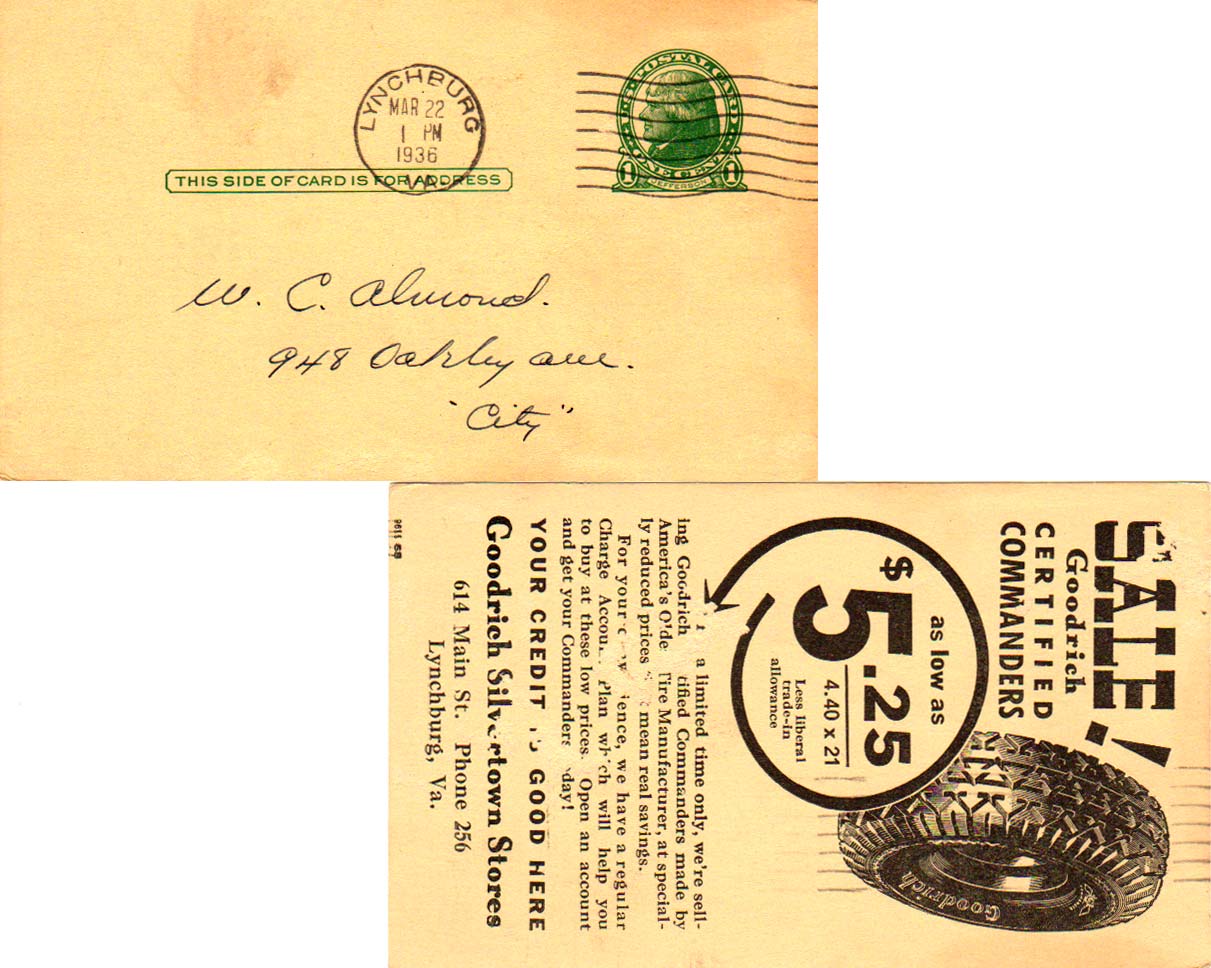 LYNCHBURG
MAR 22
1 PM
1936
VA.
U.S. POSTAL CARD
ONE CENT
1 JEFFERSON 1
THIS SIDE OF CARD IS FOR ADDRESS
W. C. Almond.
948 Oakley ave.
"City"
SALE!
Goodrich
CERTIFIED
COMMANDERS
as low as
$5.25
4.40 x 21
Less liberal
trade-in
allowance
Goodrich
a limited time only, we're sell-
ing Goodrich tified Commanders made by
America's Olde Tire Manufacturer, at special-
ly reduced prices mean real savings.
For your ience, we have a regular
Charge Account Plan which will help you
to buy at these low prices. Open an account
and get your Commanders day!
YOUR CREDIT IS GOOD HERE
Goodrich Silvertown Stores
614 Main St. Phone 256
Lynchburg, Va.